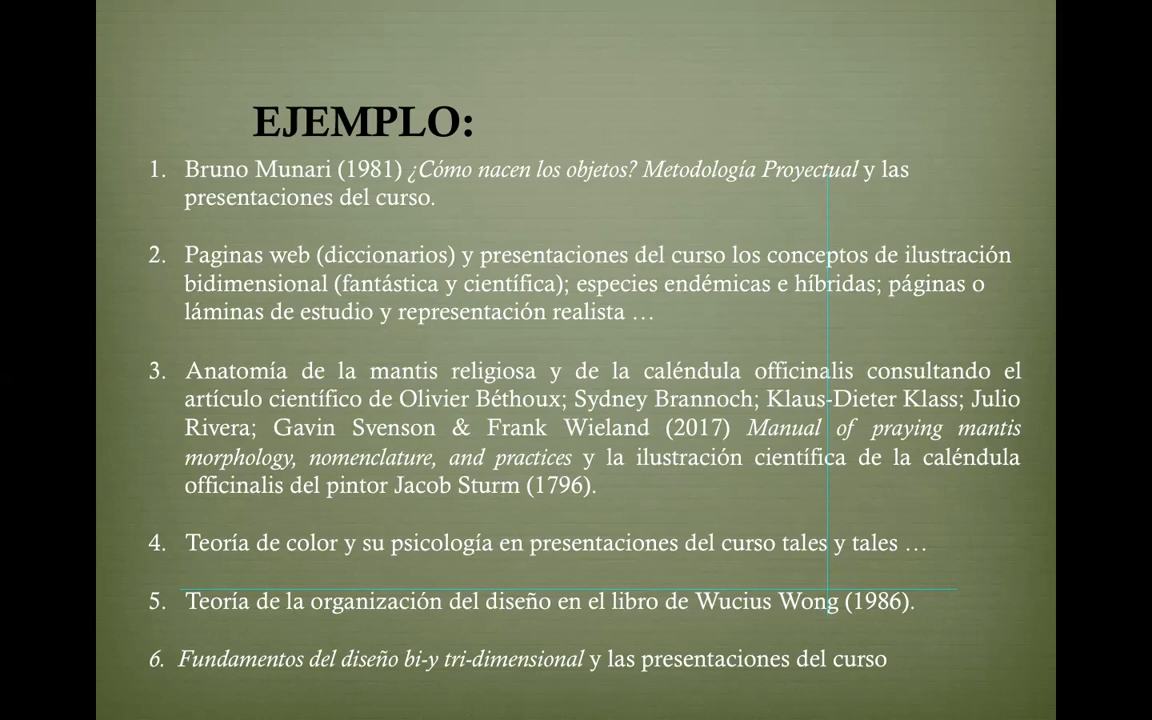 EJEMPLO:
1. Bruno Munari (1981) ¿Cómo nacen los objetos? Metodología Proyectual y las
presentaciones del curso.
2. Paginas web (diccionarios) y presentaciones del curso los conceptos de ilustración
bidimensional (fantástica y científica); especies endémicas e híbridas; páginas o
láminas de estudio y representación realista …
3. Anatomía de la mantis religiosa y de la caléndula officinalis consultando el
artículo científico de Olivier Béthoux; Sydney Brannoch; Klaus-Dieter Klass; Julio
Rivera; Gavin Svenson & Frank Wieland (2017) Manual of praying mantis
morphology, nomenclature, and practices y la ilustración científica de la caléndula
officinalis del pintor Jacob Sturm (1796).
4. Teoría de color y su psicología en presentaciones del curso tales y tales …
5. Teoría de la organización del diseño en el libro de Wucius Wong (1986).
6. Fundamentos del diseño bi-y tri-dimensional y las presentaciones del curso